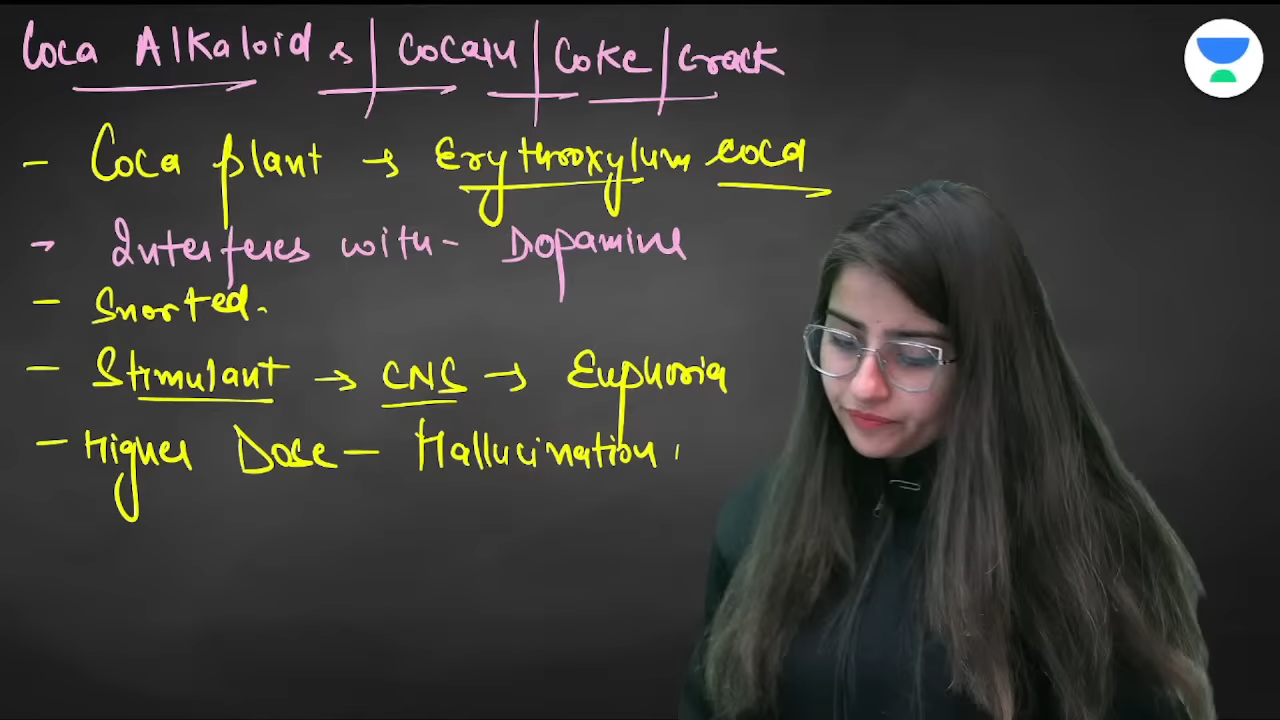 Coca Alkaloids / Cocain / Coke / Crack
- Coca plant → Erythroxylum coca
- Interferes with - Dopamine
- Snorted.
- Stimulant → CNS → Euphoria
- Higher Dose - Hallucination.